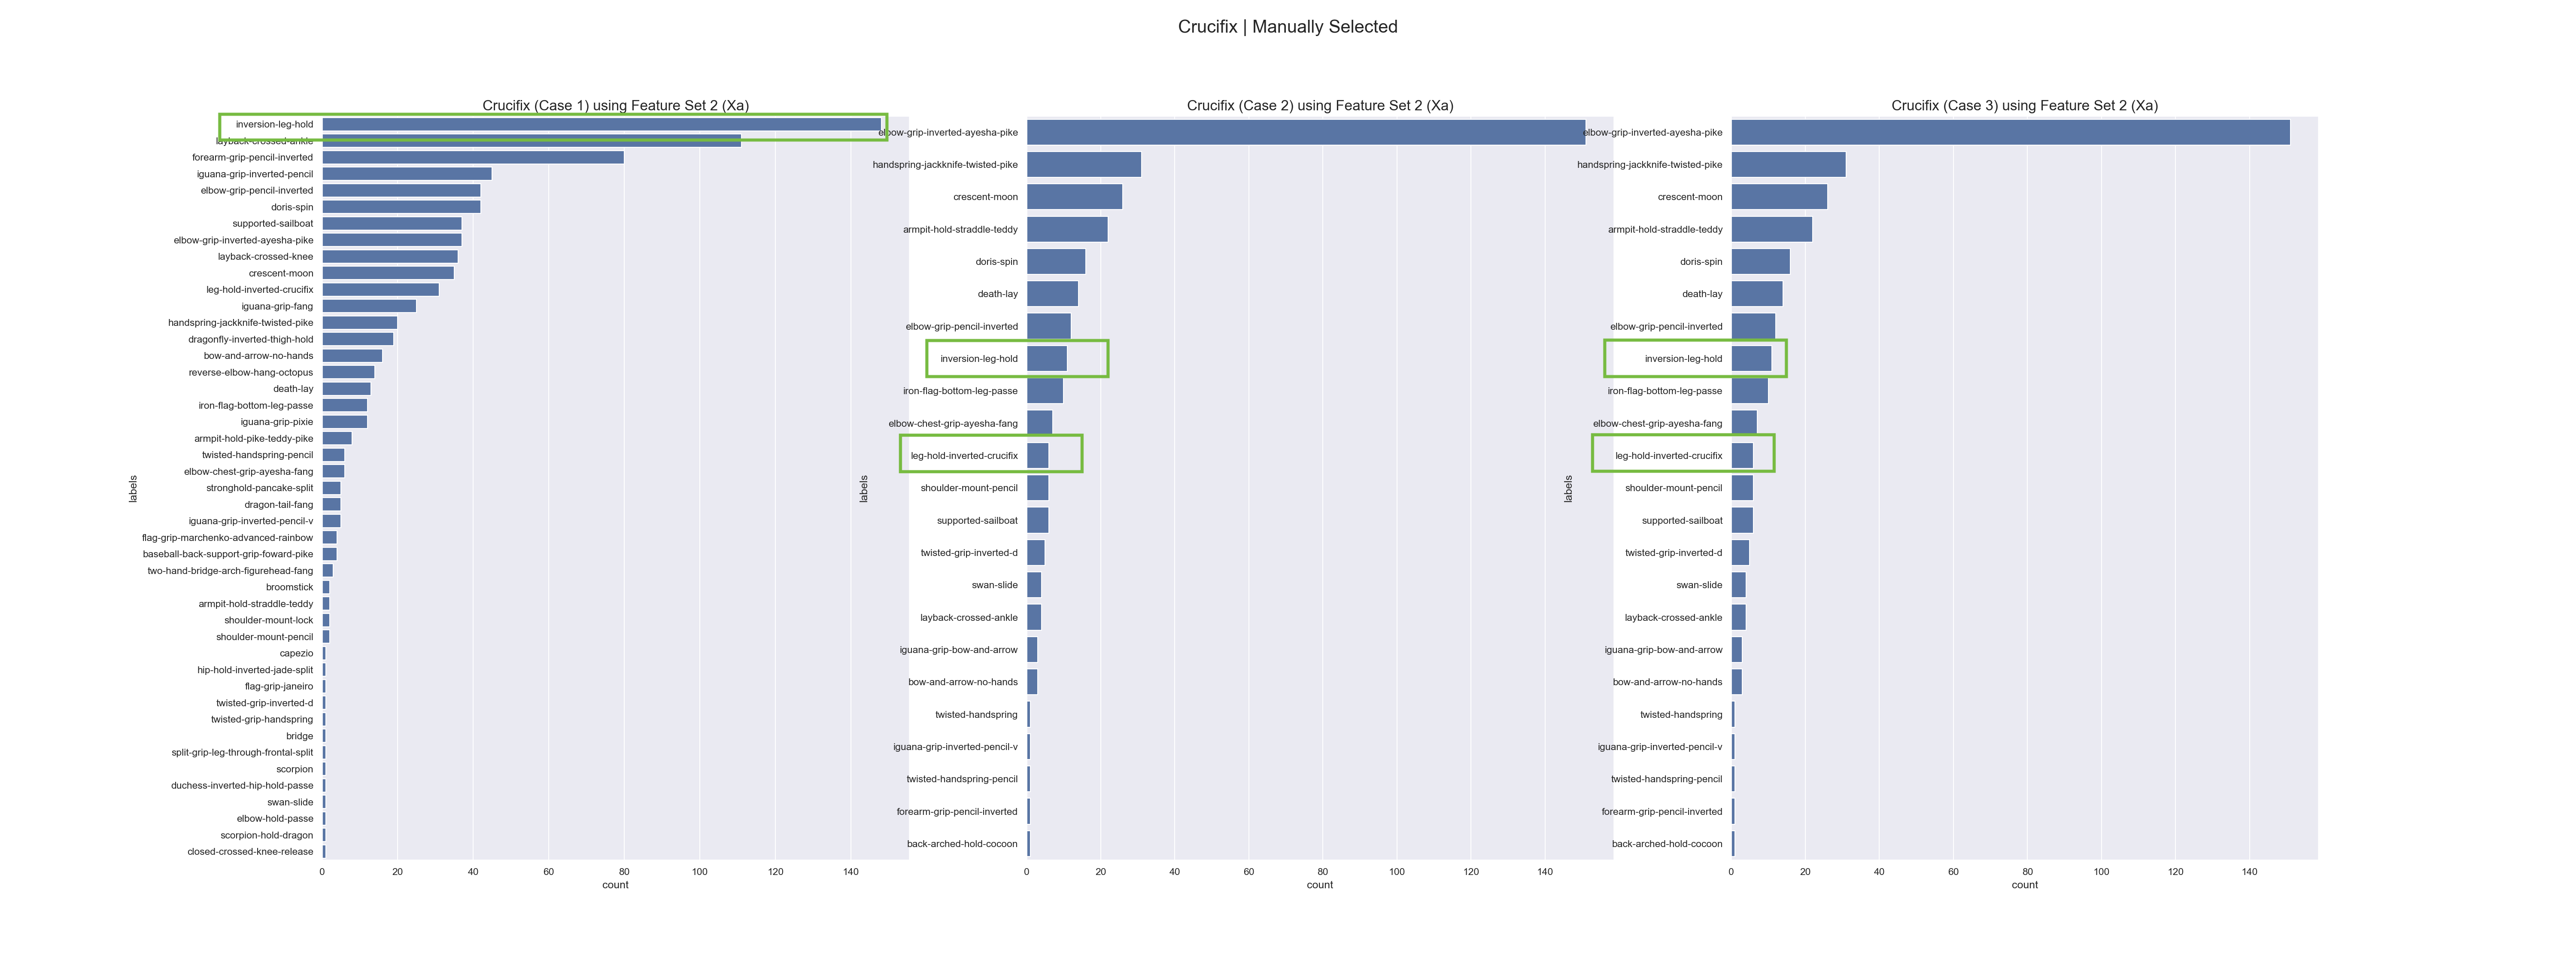 Crucifix | Manually Selected
Crucifix (Case 1) using Feature Set 2 (Xa)
inversion-leg-hold
layback-crossed-ankle
forearm-grip-pencil-inverted
iguana-grip-inverted-pencil
elbow-grip-pencil-inverted
doris-spin
supported-sailboat
elbow-grip-inverted-ayesha-pike
layback-crossed-knee
crescent-moon
leg-hold-inverted-crucifix
iguana-grip-fang
handspring-jackknife-twisted-pike
dragonfly-inverted-thigh-hold
bow-and-arrow-no-hands
reverse-elbow-hang-octopus
death-lay
iron-flag-bottom-leg-passe
iguana-grip-pixie
armpit-hold-pike-teddy-pike
twisted-handspring-pencil
elbow-chest-grip-ayesha-fang
stronghold-pancake-split
dragon-tail-fang
iguana-grip-inverted-pencil-v
flag-grip-marchenko-advanced-rainbow
baseball-back-support-grip-foward-pike
two-hand-bridge-arch-figurehead-fang
broomstick
armpit-hold-straddle-teddy
shoulder-mount-lock
shoulder-mount-pencil
capezio
hip-hold-inverted-jade-split
flag-grip-janeiro
twisted-grip-inverted-d
twisted-grip-handspring
bridge
split-grip-leg-through-frontal-split
scorpion
duchess-inverted-hip-hold-passe
swan-slide
elbow-hold-passe
scorpion-hold-dragon
closed-crossed-knee-release
labels
0 20 40 60 80 100 120 140
count
Crucifix (Case 2) using Feature Set 2 (Xa)
elbow-grip-inverted-ayesha-pike
handspring-jackknife-twisted-pike
crescent-moon
armpit-hold-straddle-teddy
doris-spin
death-lay
elbow-grip-pencil-inverted
inversion-leg-hold
iron-flag-bottom-leg-passe
elbow-chest-grip-ayesha-fang
leg-hold-inverted-crucifix
shoulder-mount-pencil
supported-sailboat
twisted-grip-inverted-d
swan-slide
layback-crossed-ankle
iguana-grip-bow-and-arrow
bow-and-arrow-no-hands
twisted-handspring
iguana-grip-inverted-pencil-v
twisted-handspring-pencil
forearm-grip-pencil-inverted
back-arched-hold-cocoon
labels
0 20 40 60 80 100 120 140
count
Crucifix (Case 3) using Feature Set 2 (Xa)
elbow-grip-inverted-ayesha-pike
handspring-jackknife-twisted-pike
crescent-moon
armpit-hold-straddle-teddy
doris-spin
death-lay
elbow-grip-pencil-inverted
inversion-leg-hold
iron-flag-bottom-leg-passe
elbow-chest-grip-ayesha-fang
leg-hold-inverted-crucifix
shoulder-mount-pencil
supported-sailboat
twisted-grip-inverted-d
swan-slide
layback-crossed-ankle
iguana-grip-bow-and-arrow
bow-and-arrow-no-hands
twisted-handspring
iguana-grip-inverted-pencil-v
twisted-handspring-pencil
forearm-grip-pencil-inverted
back-arched-hold-cocoon
labels
0 20 40 60 80 100 120 140
count